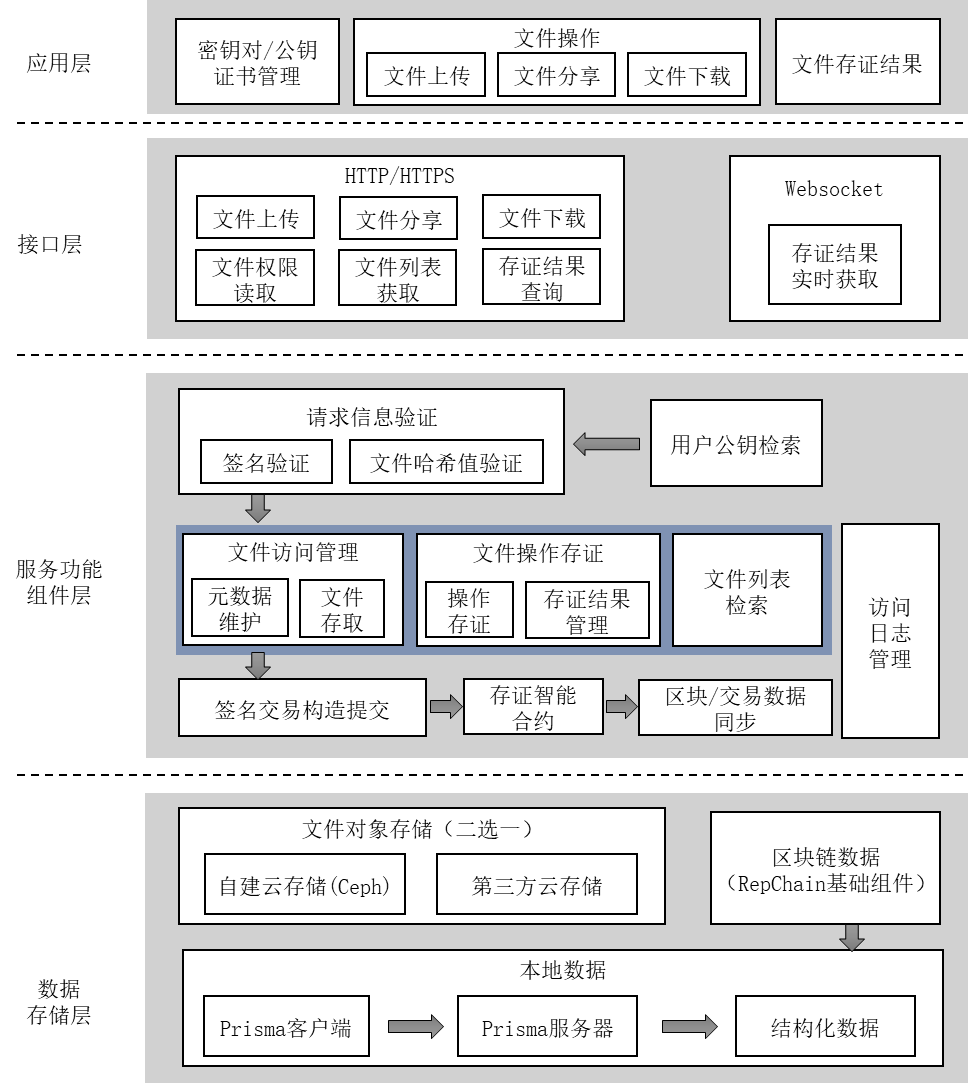 应用层
密钥对/公钥
证书管理
文件操作
文件上传
文件分享
文件下载
文件存证结果
接口层
HTTP/HTTPS
文件上传
文件分享
文件下载
文件权限
读取
文件列表
获取
存证结果
查询
Websocket
存证结果
实时获取
服务功能
组件层
请求信息验证
签名验证
文件哈希值验证
用户公钥检索
文件访问管理
元数据
维护
文件
存取
文件操作存证
操作
存证
存证结果
管理
文件列表
检索
访问
日志
管理
签名交易构造提交
存证智能
合约
区块/交易数据
同步
数据
存储层
文件对象存储（二选一）
自建云存储(Ceph)
第三方云存储
区块链数据
（RepChain基础组件）
本地数据
Prisma客户端
Prisma服务器
结构化数据